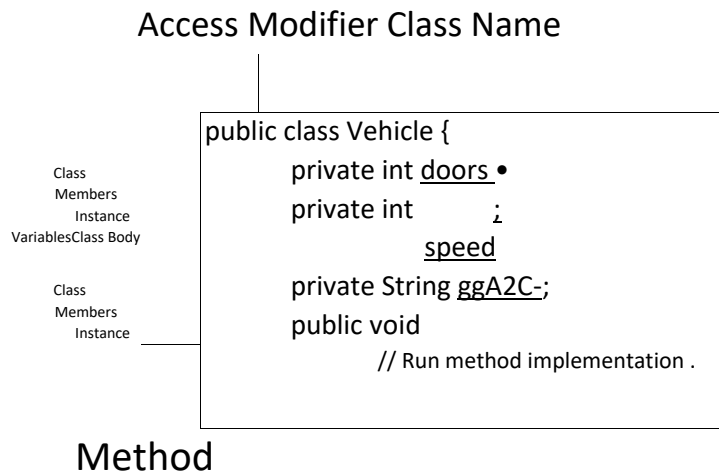 Access Modifier Class Name
public class Vehicle {
private int doors •
private int ;
speed
private String ggA2C-;
public void
// Run method implementation .
Class
Members
Instance
VariablesClass Body
Class
Members
Instance
Method